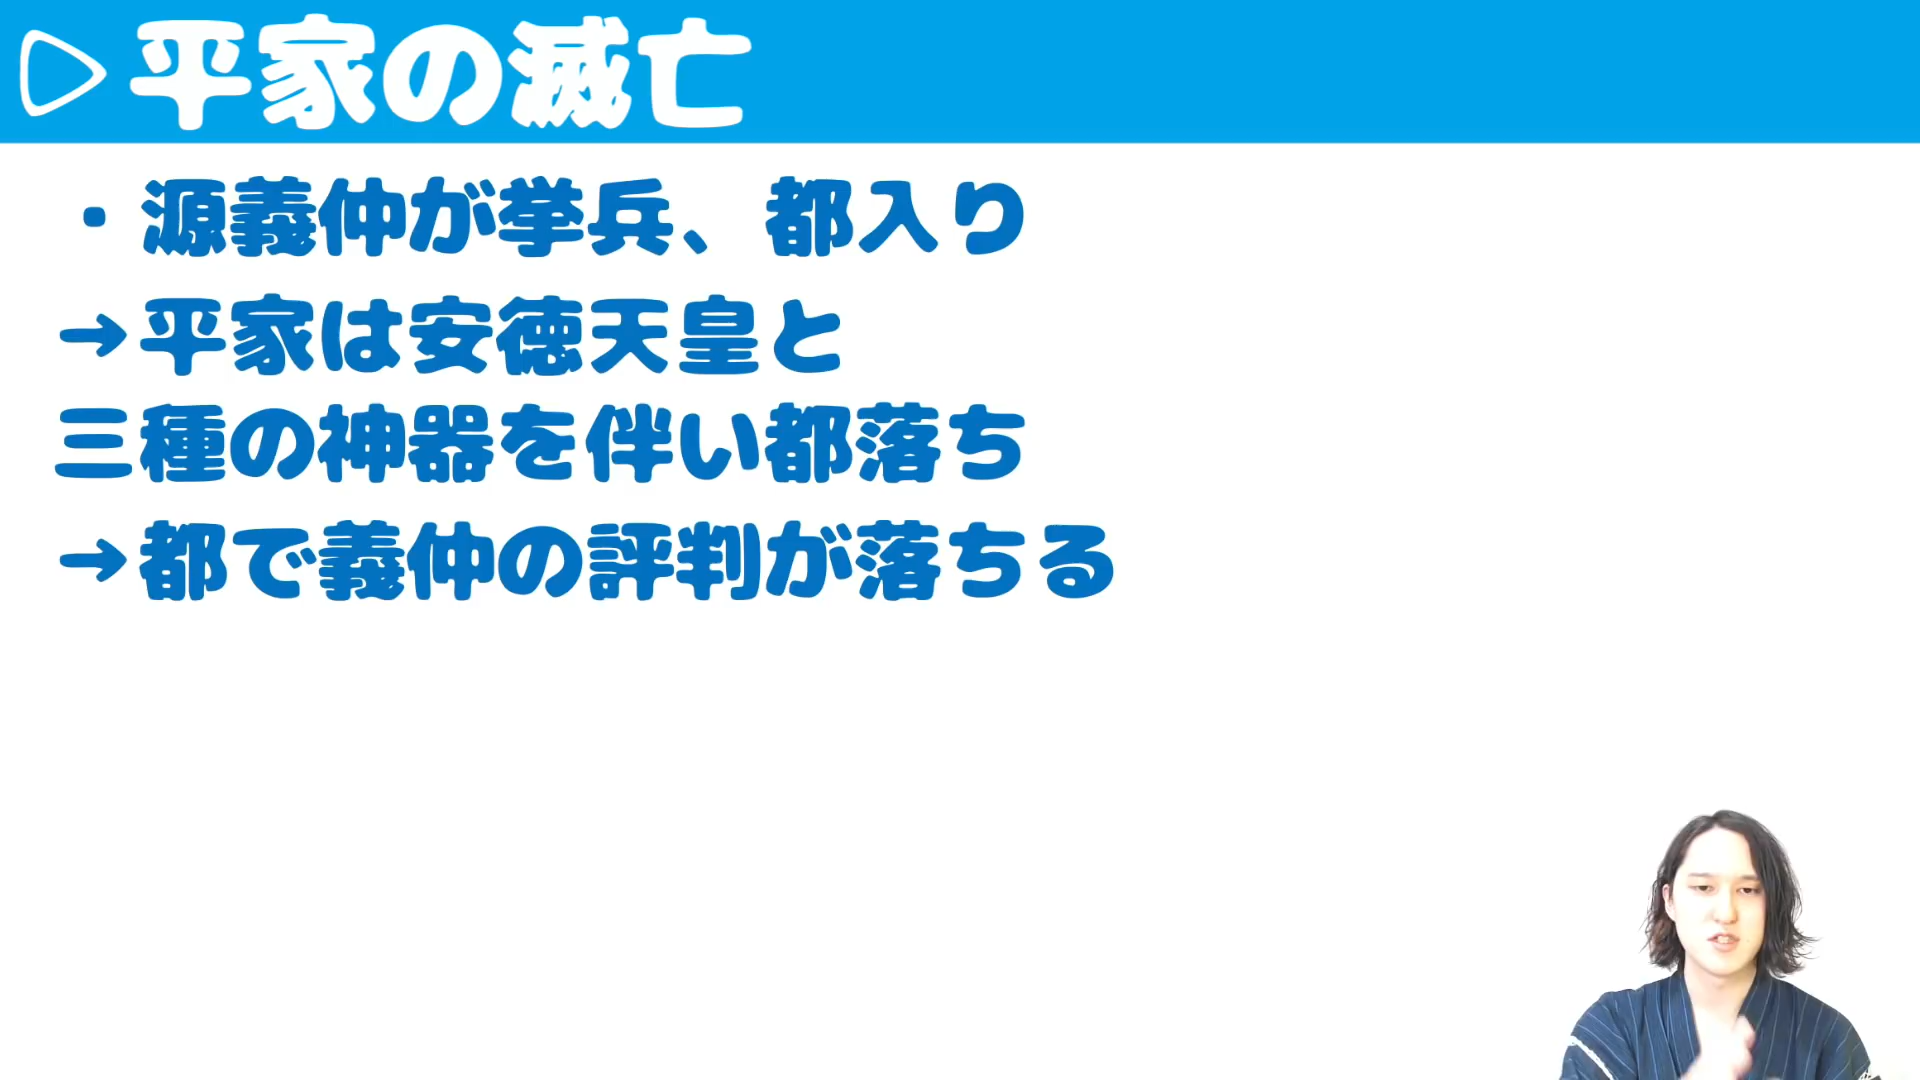 ▷平家の滅亡
・源義仲が挙兵、都入り
→平家は安徳天皇と
三種の神器を伴い都落ち
→都で義仲の評判が落ちる